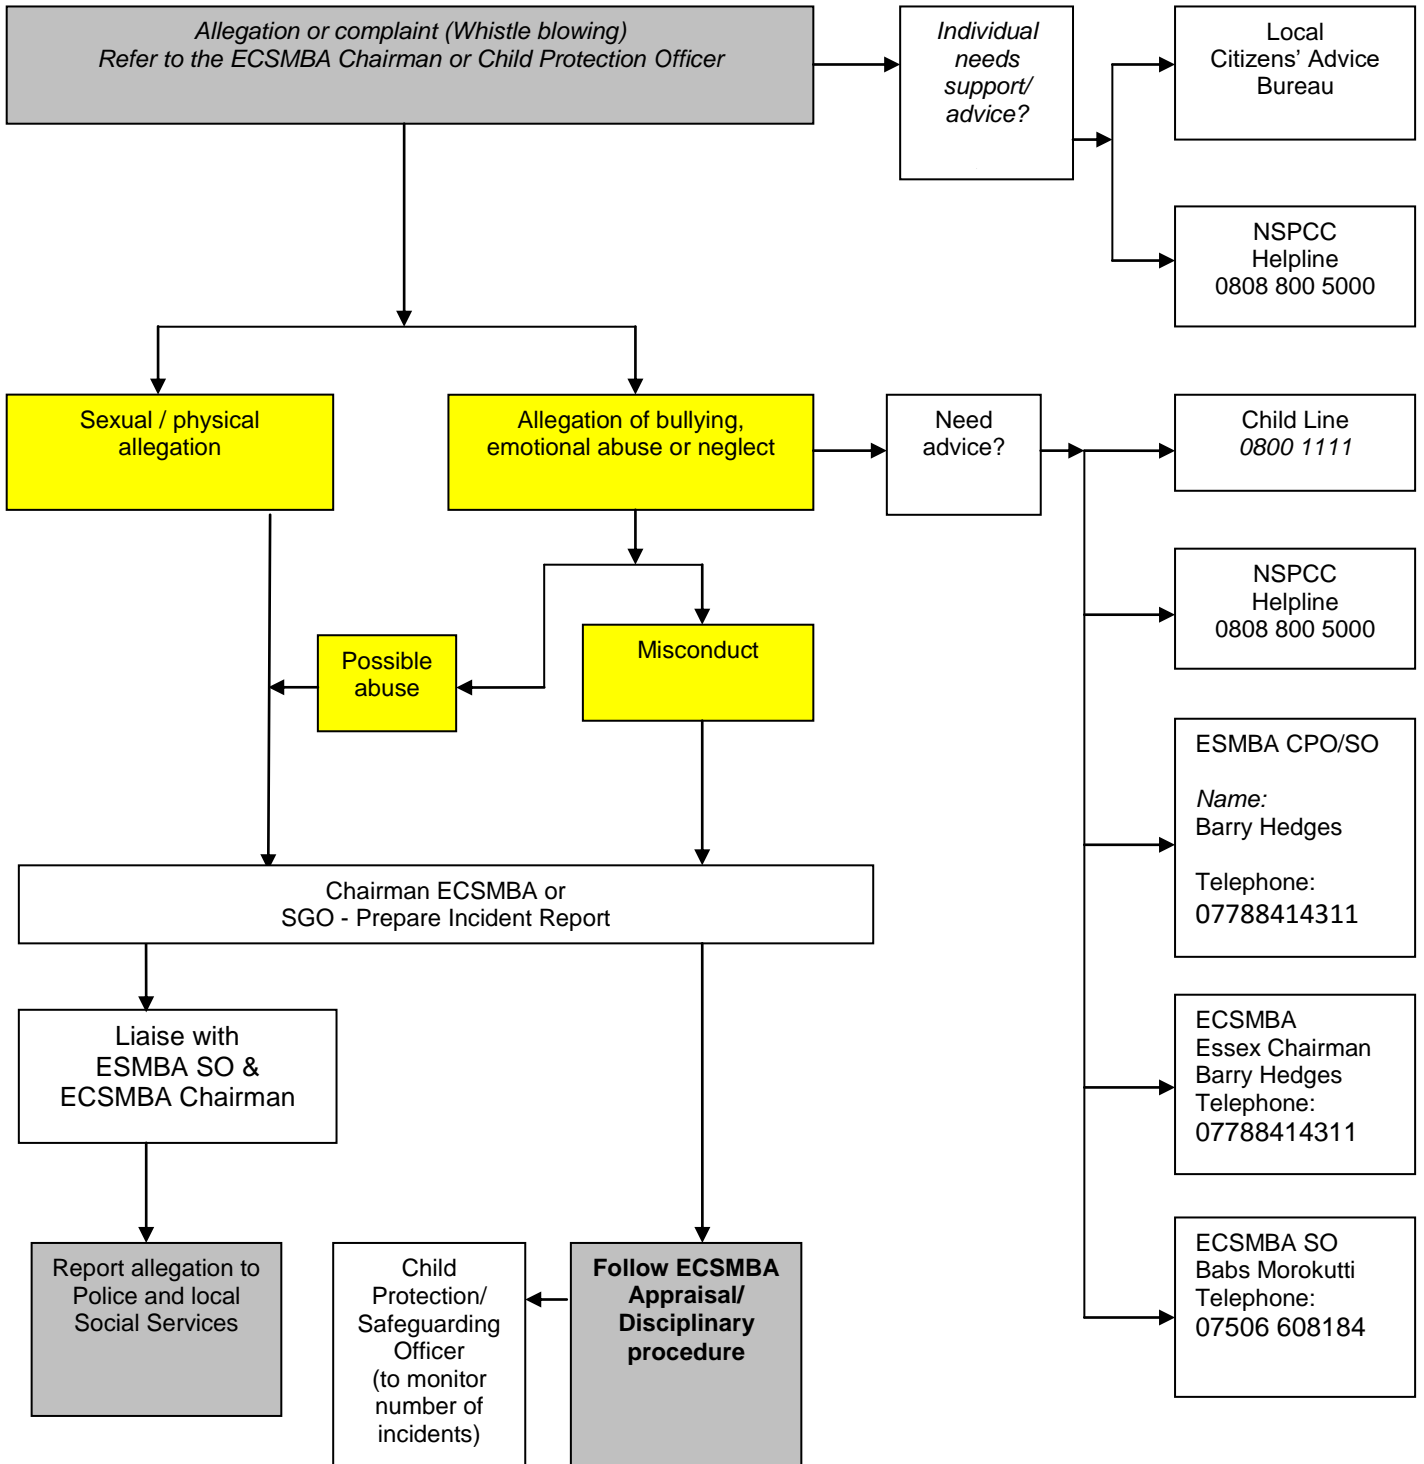 Allegation or complaint (Whistle blowing)
Refer to the ECSMBA Chairman or Child Protection Officer
Individual
needs
support/
advice?
Local
Citizens’ Advice
Bureau
NSPCC
Helpline
0808 800 5000
Sexual / physical
allegation
Allegation of bullying,
emotional abuse or neglect
Need
advice?
Child Line
0800 1111
NSPCC
Helpline
0808 800 5000
Possible
abuse
Misconduct
ESMBA CPO/SO
Name:
Barry Hedges
Telephone:
07788414311
Chairman ECSMBA or
SGO - Prepare Incident Report
Liaise with
ESMBA SO &
ECSMBA Chairman
ECSMBA
Essex Chairman
Barry Hedges
Telephone:
07788414311
Report allegation to
Police and local
Social Services
Child
Protection/
Safeguarding
Officer
(to monitor
number of
incidents)
Follow ECSMBA
Appraisal/
Disciplinary
procedure
ECSMBA SO
Babs Morokutti
Telephone:
07506 608184